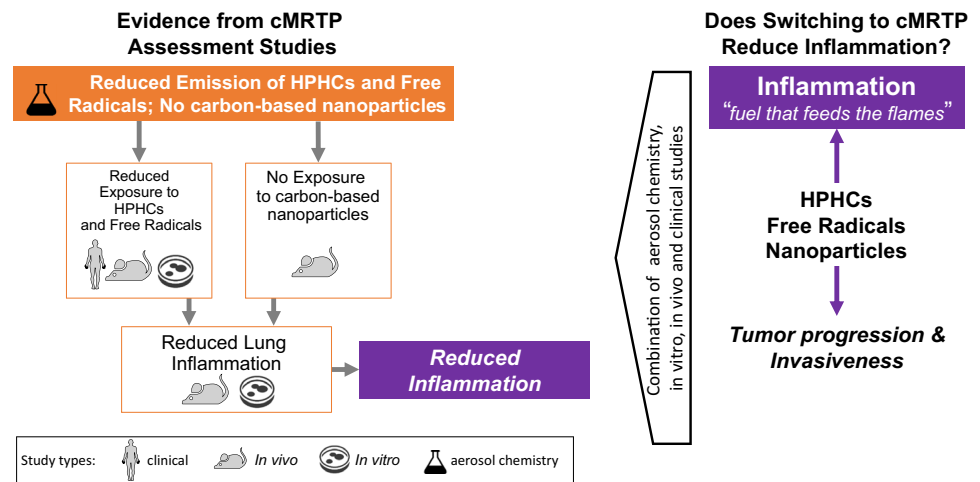 Evidence from cMRTP
Assessment Studies
Reduced Emission of HPHCs and Free
Radicals; No carbon-based nanoparticles
Reduced
Exposure to
HPHCs
and Free Radicals
No Exposure
to carbon-based
nanoparticles
Reduced Lung
Inflammation
Reduced
Inflammation
Study types:
clinical
In vivo
In vitro
aerosol chemistry
Combination of aerosol chemistry,
in vitro, in vivo and clinical studies
Does Switching to cMRTP
Reduce Inflammation?
Inflammation
“fuel that feeds the flames”
HPHCs
Free Radicals
Nanoparticles
Tumor progression &
Invasiveness